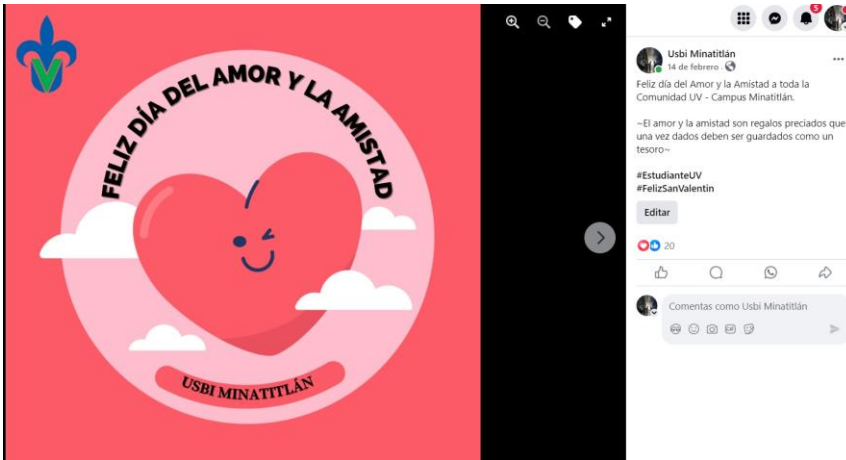 FELIZ DÍA DEL AMOR Y LA AMISTAD
USBI MINATITLÁN
5
Usbi Minatitlán
14 de febrero ·
Feliz día del Amor y la Amistad a toda la
Comunidad UV - Campus Minatitlán.
~El amor y la amistad son regalos preciados que
una vez dados deben ser guardados como un
tesoro~
#EstudianteUV
#FelizSanValentin
Editar
20
Comentas como Usbi Minatitlán
GIF